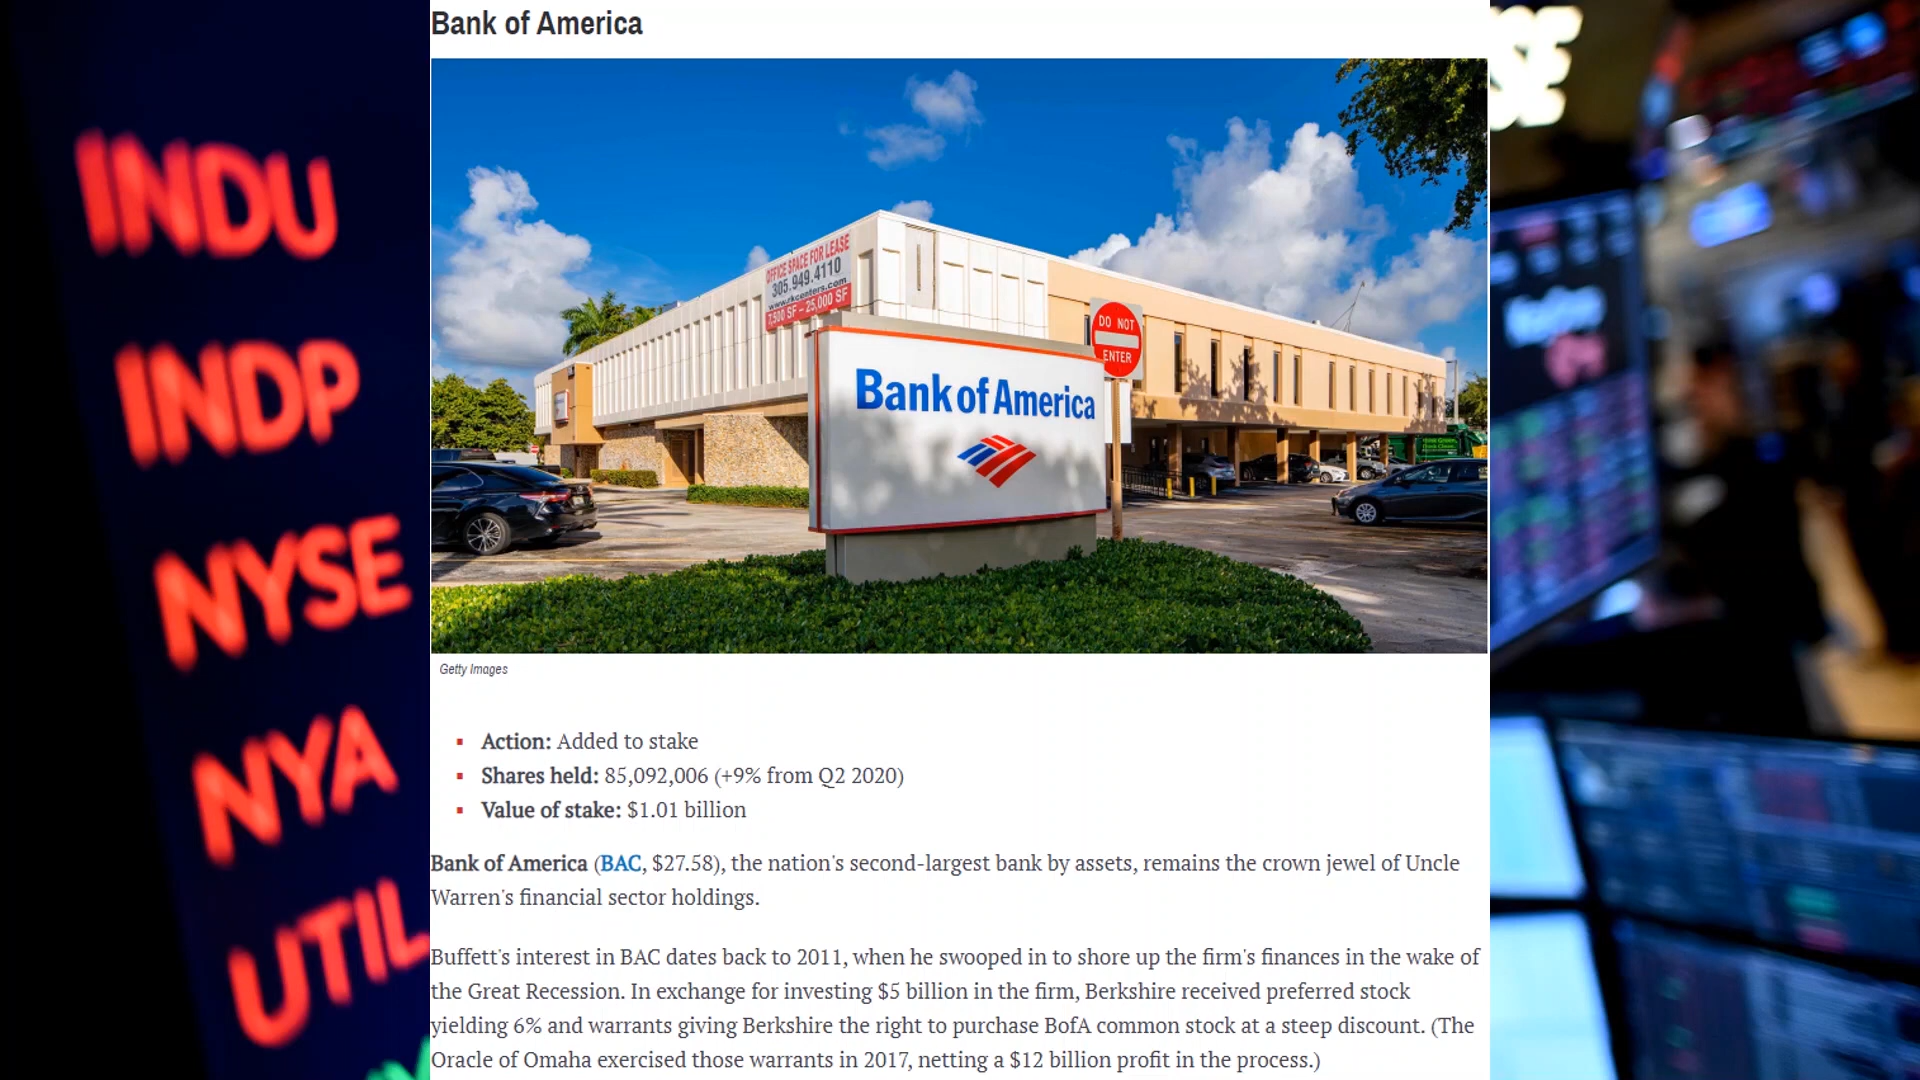 INDU
INDP
NYSE
NYA
UTIL
Bank of America
OFFICE SPACE FOR LEASE
305.949.4110
www.rkcenters.com
7,500 SF – 25,000 SF
DO NOT
ENTER
Bank of America
Getty Images
Action: Added to stake
Shares held: 85,092,006 (+9% from Q2 2020)
Value of stake: $1.01 billion
Bank of America (BAC, $27.58), the nation's second-largest bank by assets, remains the crown jewel of Uncle
Warren's financial sector holdings.
Buffett's interest in BAC dates back to 2011, when he swooped in to shore up the firm's finances in the wake of
the Great Recession. In exchange for investing $5 billion in the firm, Berkshire received preferred stock
yielding 6% and warrants giving Berkshire the right to purchase BofA common stock at a steep discount. (The
Oracle of Omaha exercised those warrants in 2017, netting a $12 billion profit in the process.)